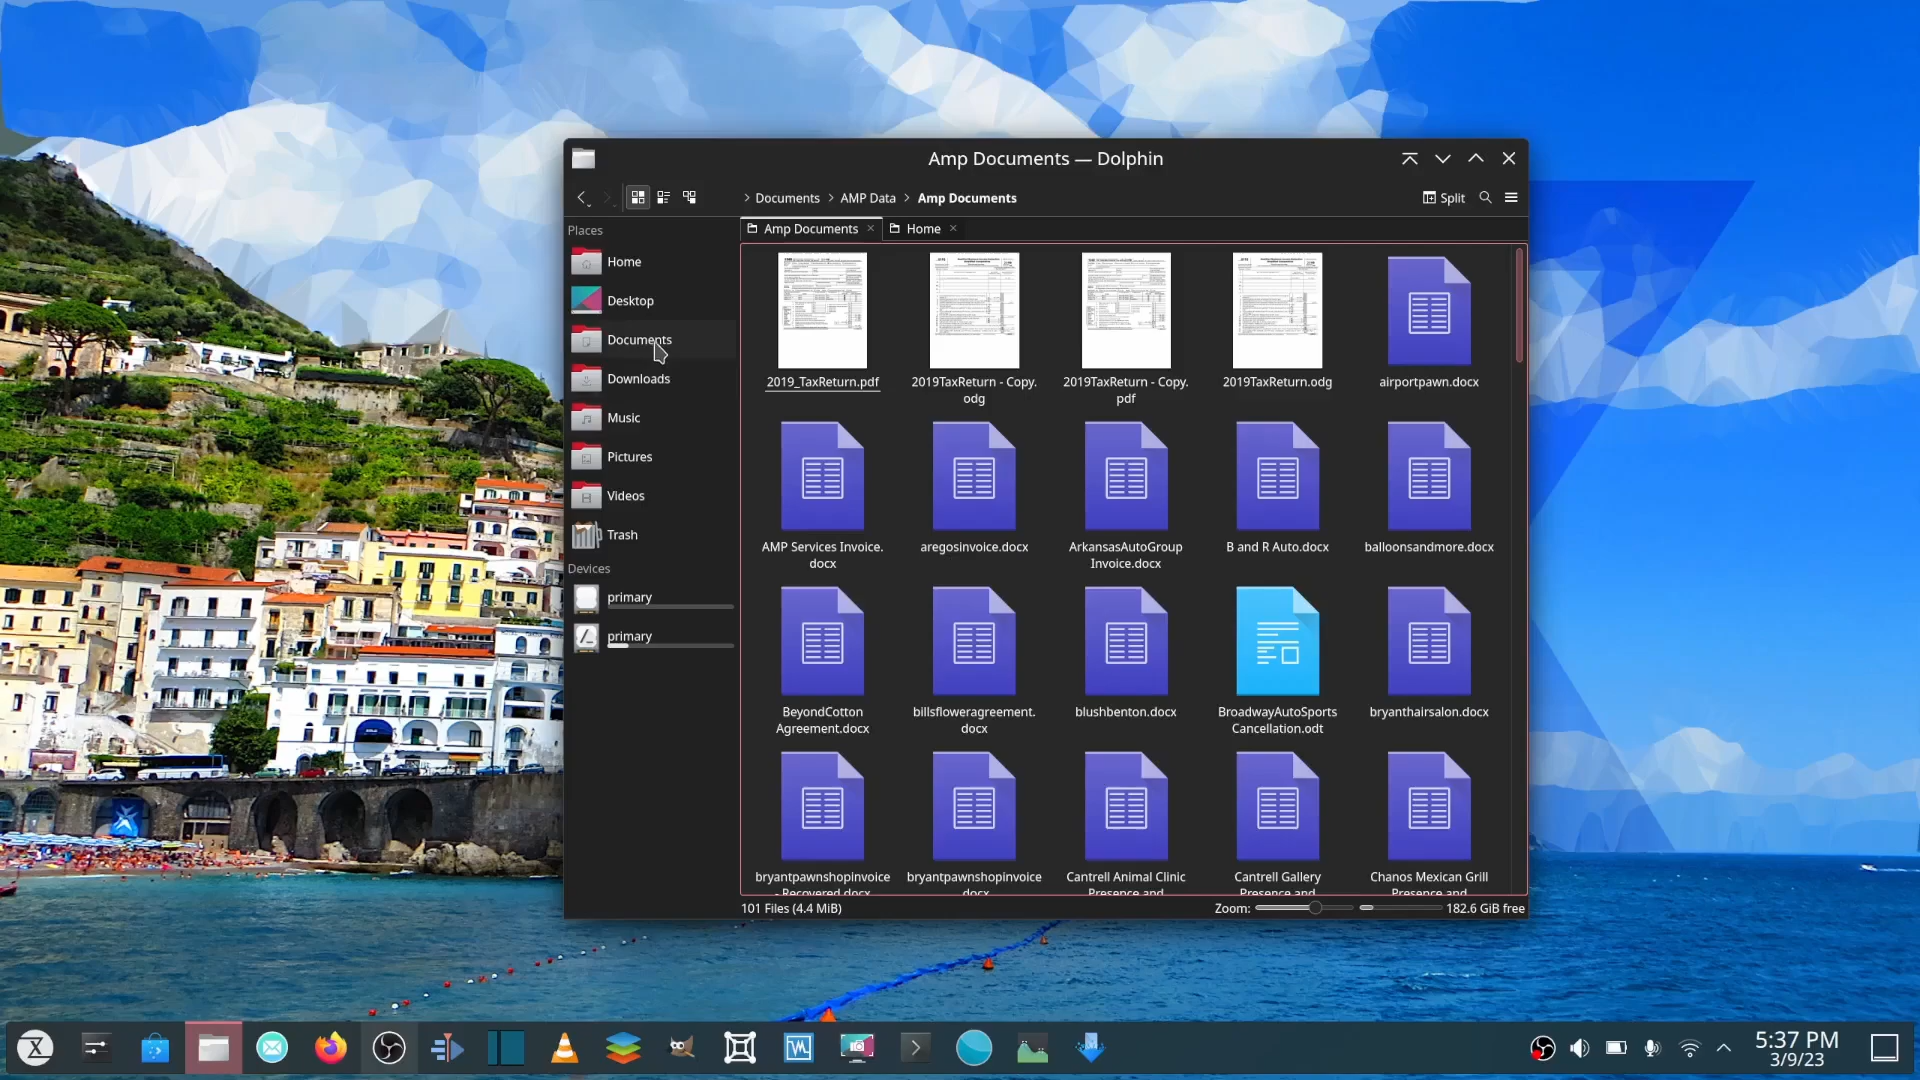 Amp Documents — Dolphin
Documents
AMP Data
Amp Documents
Split
Places
Home
Desktop
Documents
Downloads
Music
Pictures
Videos
Trash
Devices
primary
primary
Amp Documents
Home
2019_TaxReturn.pdf
2019TaxReturn - Copy.
odg
2019TaxReturn - Copy.
pdf
2019TaxReturn.odg
airportpawn.docx
AMP Services Invoice.
docx
aregosinvoice.docx
ArkansasAutoGroup
Invoice.docx
B and R Auto.docx
balloonsandmore.docx
BeyondCotton
Agreement.docx
billsfloweragreement.
docx
blushbenton.docx
BroadwayAutoSports
Cancellation.odt
bryanthairsalon.docx
bryantpawnshopinvoice
- Recovered.docx
bryantpawnshopinvoice
docx
Cantrell Animal Clinic
Presence and
Cantrell Gallery
Presence and
Chanos Mexican Grill
Presence and
101 Files (4.4 MiB)
Zoom:
182.6 GiB free
5:37 PM
3/9/23